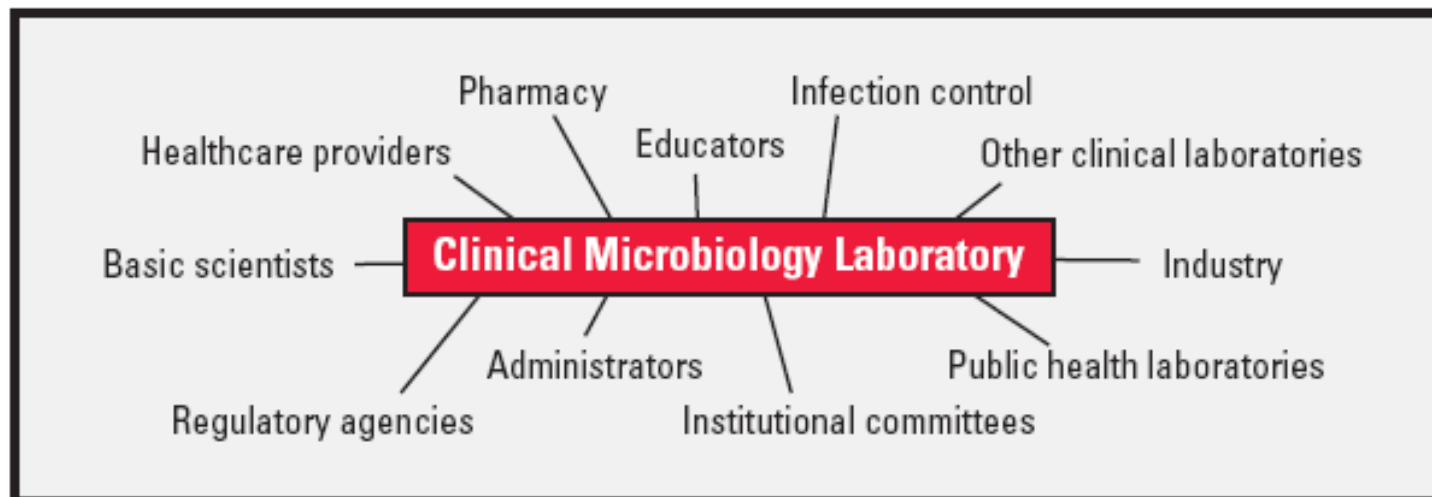 Pharmacy
Infection control
Educators
Healthcare providers
Other clinical laboratories
Clinical Microbiology Laboratory
Basic scientists
Industry
Administrators
Public health laboratories
Regulatory agencies
Institutional committees